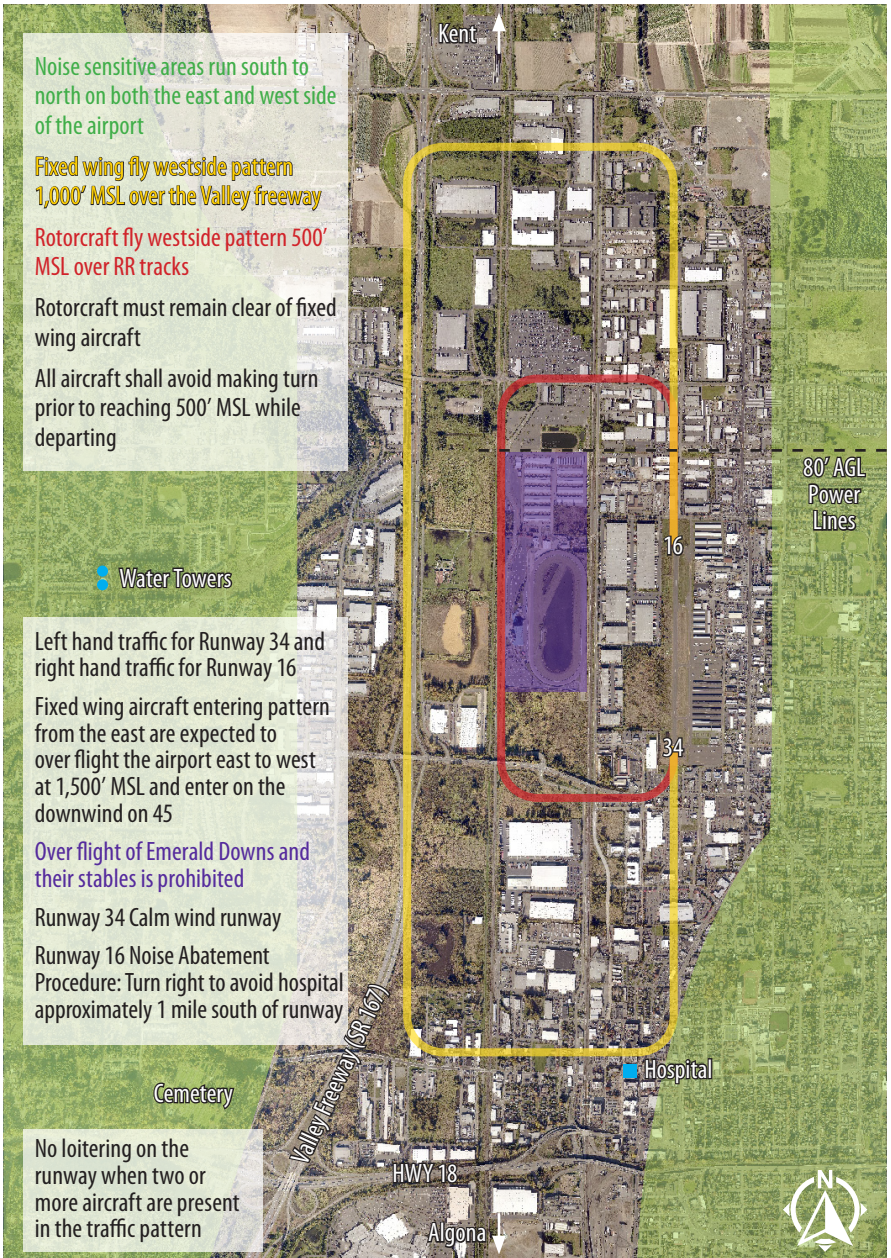 Kent
Noise sensitive areas run south to
north on both the east and west side
of the airport
Fixed wing fly westside pattern
1,000’ MSL over the Valley freeway
Rotorcraft fly westside pattern 500’
MSL over RR tracks
Rotorcraft must remain clear of fixed
wing aircraft
All aircraft shall avoid making turn
prior to reaching 500’ MSL while
departing
80’ AGL
Power
Lines
16
Water Towers
Left hand traffic for Runway 34 and
right hand traffic for Runway 16
Fixed wing aircraft entering pattern
from the east are expected to
over flight the airport east to west
at 1,500’ MSL and enter on the
downwind on 45
34
Over flight of Emerald Downs and
their stables is prohibited
Runway 34 Calm wind runway
Runway 16 Noise Abatement
Procedure: Turn right to avoid hospital
approximately 1 mile south of runway
Valley Freeway (SR 167)
Hospital
Cemetery
No loitering on the
runway when two or
more aircraft are present
in the traffic pattern
HWY 18
Algona
N